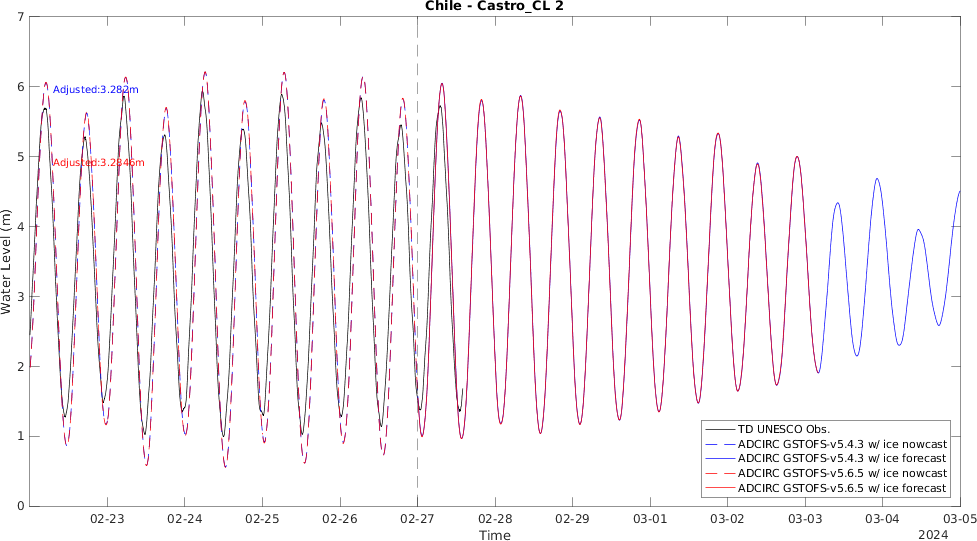 Chile - Castro_CL 2
7
6
5
4
3
2
1
0
Water Level (m)
Adjusted:3.282m
Adjusted:3.2846m
TD UNESCO Obs.
ADCIRC GSTOFS-v5.4.3 w/ ice nowcast
ADCIRC GSTOFS-v5.4.3 w/ ice forecast
ADCIRC GSTOFS-v5.6.5 w/ ice nowcast
ADCIRC GSTOFS-v5.6.5 w/ ice forecast
02-23 02-24 02-25 02-26 02-27 02-28 02-29 03-01 03-02 03-03 03-04 03-05
Time
2024